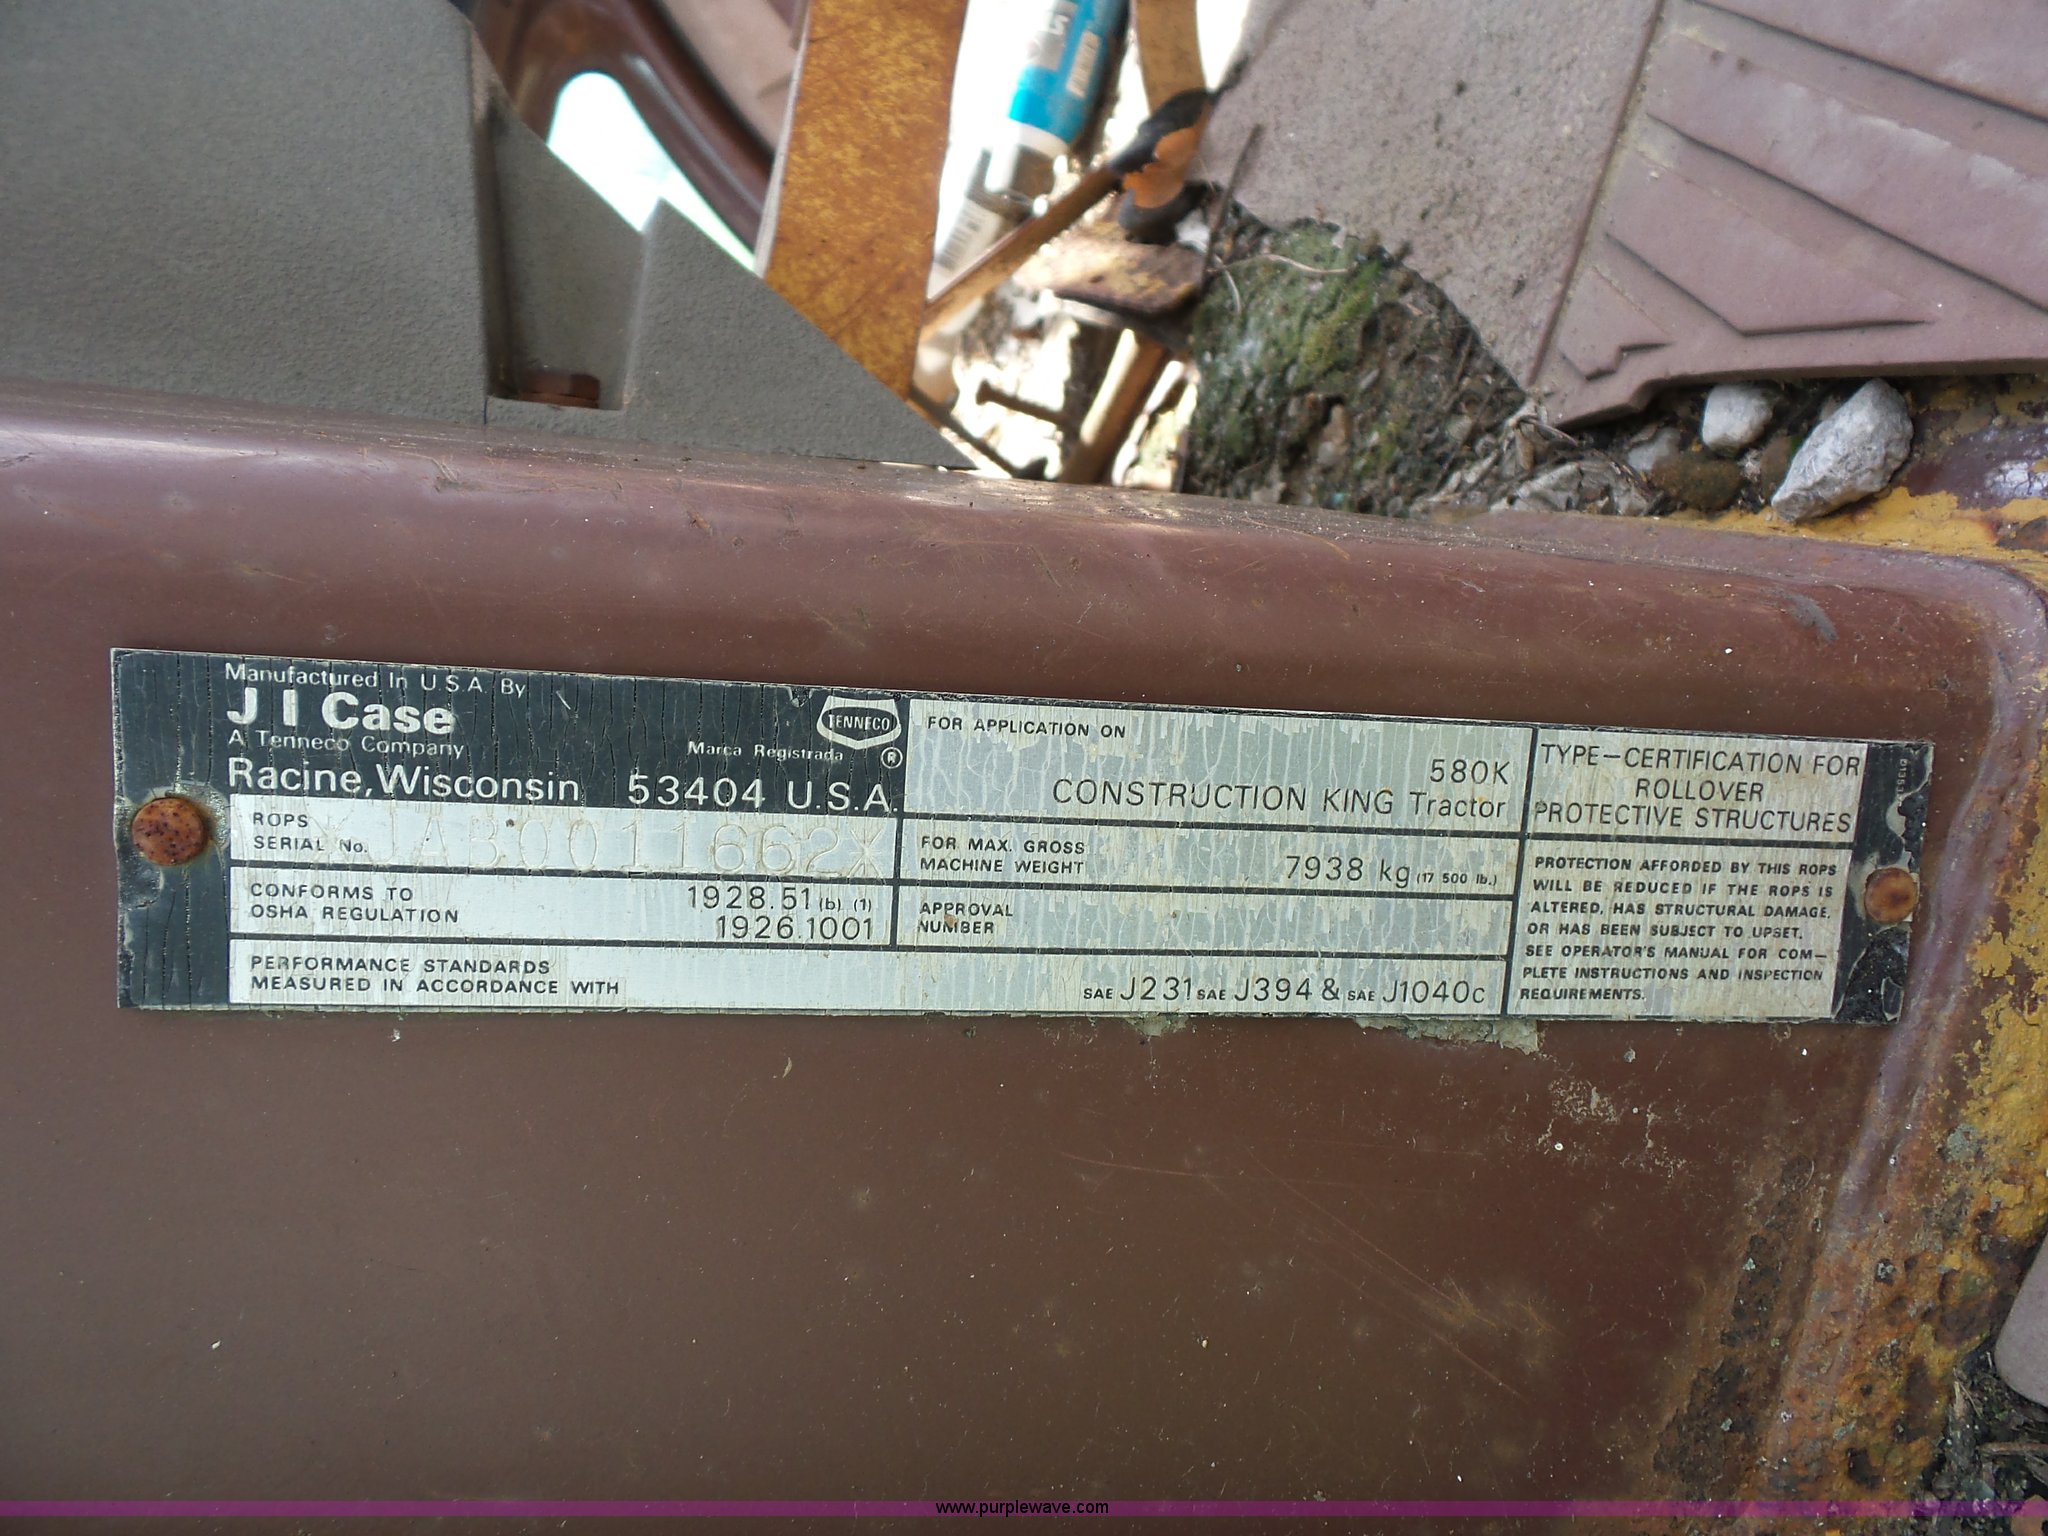 Manufactured In U.S.A. By
J I Case
A Tenneco Company
TENNECO
Marca Registrada ®
Racine, Wisconsin 53404 U.S.A.
ROPS
SERIAL No. XJAB0011662X
CONFORMS TO
OSHA REGULATION
1928.51 (b) (1)
1926.1001
PERFORMANCE STANDARDS
MEASURED IN ACCORDANCE WITH
SAE J231 SAE J394 & SAE J1040c
FOR APPLICATION ON
580K
CONSTRUCTION KING Tractor
FOR MAX. GROSS
MACHINE WEIGHT
7938 kg (17 500 lb.)
APPROVAL
NUMBER
TYPE-CERTIFICATION FOR
ROLLOVER
PROTECTIVE STRUCTURES
PROTECTION AFFORDED BY THIS ROPS
WILL BE REDUCED IF THE ROPS IS
ALTERED, HAS STRUCTURAL DAMAGE,
OR HAS BEEN SUBJECT TO UPSET.
SEE OPERATOR'S MANUAL FOR COM-
PLETE INSTRUCTIONS AND INSPECTION
REQUIREMENTS.
www.purplewave.com